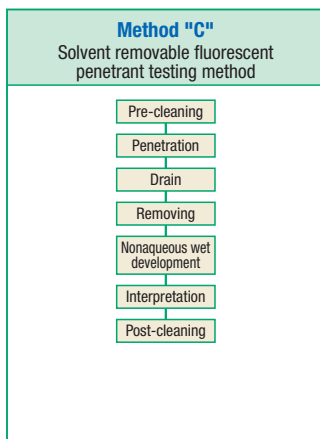 Method "C"
Solvent removable fluorescent
penetrant testing method
Pre-cleaning
Penetration
Drain
Removing
Nonaqueous wet
development
Interpretation
Post-cleaning